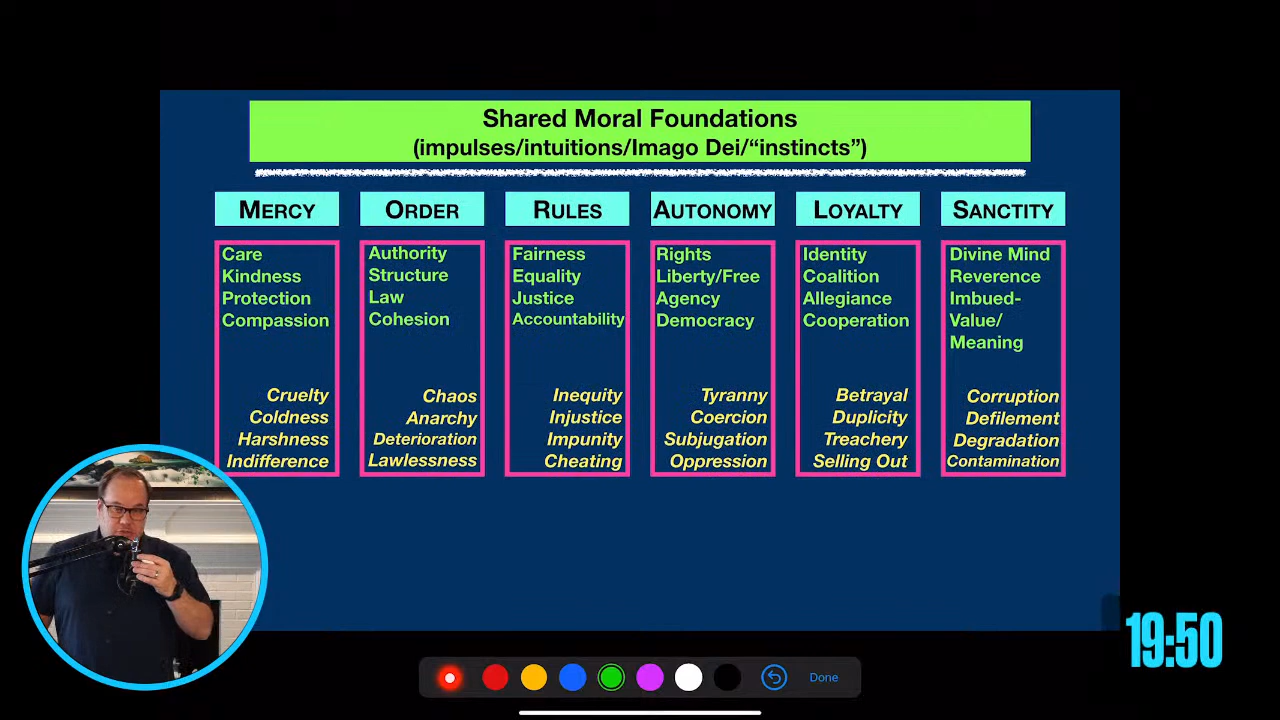 Shared Moral Foundations
(impulses/intuitions/Imago Dei/“instincts”)
MERCY
Care
Kindness
Protection
Compassion
Cruelty
Coldness
Harshness
Indifference
ORDER
Authority
Structure
Law
Cohesion
Chaos
Anarchy
Deterioration
Lawlessness
RULES
Fairness
Equality
Justice
Accountability
Inequity
Injustice
Impunity
Cheating
AUTONOMY
Rights
Liberty/Free
Agency
Democracy
Tyranny
Coercion
Subjugation
Oppression
LOYALTY
Identity
Coalition
Allegiance
Cooperation
Betrayal
Duplicity
Treachery
Selling Out
SANCTITY
Divine Mind
Reverence
Imbued-
Value/
Meaning
Corruption
Defilement
Degradation
Contamination
19:50
Done